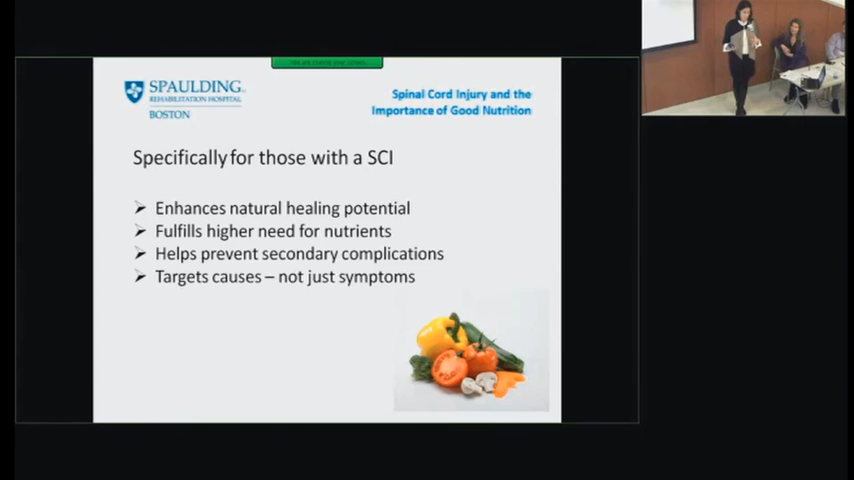 SPAULDING
REHABILITATION HOSPITAL
BOSTON
Spinal Cord Injury and the
Importance of Good Nutrition
Specifically for those with a SCI
➢ Enhances natural healing potential
➢ Fulfills higher need for nutrients
➢ Helps prevent secondary complications
➢ Targets causes – not just symptoms